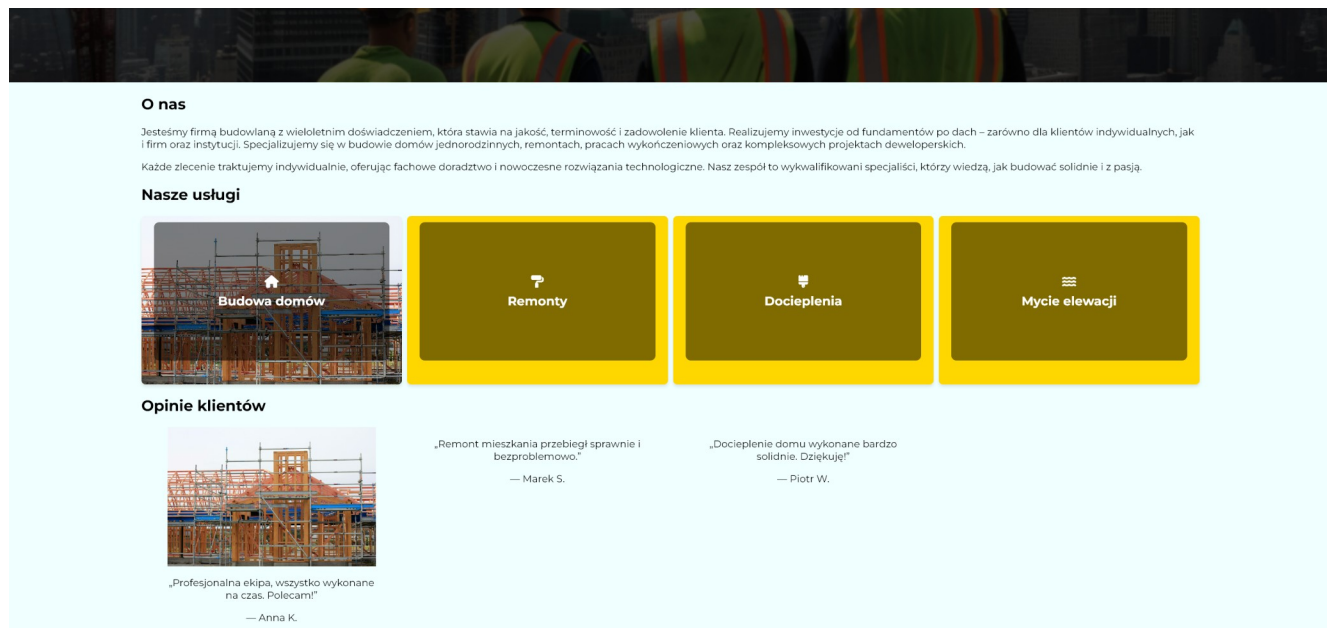 O nas
Jesteśmy firmą budowlaną z wieloletnim doświadczeniem, która stawia na jakość, terminowość i zadowolenie klienta. Realizujemy inwestycje od fundamentów po dach – zarówno dla klientów indywidualnych, jak
i firm oraz instytucji. Specjalizujemy się w budowie domów jednorodzinnych, remontach, pracach wykończeniowych oraz kompleksowych projektach deweloperskich.
Każde zlecenie traktujemy indywidualnie, oferując fachowe doradztwo i nowoczesne rozwiązania technologiczne. Nasz zespół to wykwalifikowani specjaliści, którzy wiedzą, jak budować solidnie i z pasją.
Nasze usługi
Budowa domów
Remonty
Docieplenia
Mycie elewacji
Opinie klientów
„Profesjonalna ekipa, wszystko wykonane
na czas. Polecam!”
— Anna K.
„Remont mieszkania przebiegł sprawnie i
bezproblemowo.”
— Marek S.
„Docieplenie domu wykonane bardzo
solidnie. Dziękuję!”
— Piotr W.